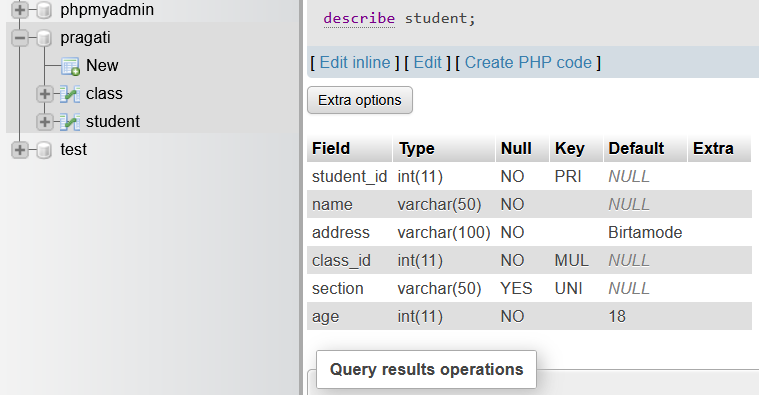 phpmyadmin
pragati
New
class
student
test
describe student;
[ Edit inline ] [ Edit ] [ Create PHP code ]
Extra options
Field Type Null Key Default Extra
student_id int(11) NO PRI NULL
name varchar(50) NO NULL
address varchar(100) NO Birtamode
class_id int(11) NO MUL NULL
section varchar(50) YES UNI NULL
age int(11) NO 18
Query results operations